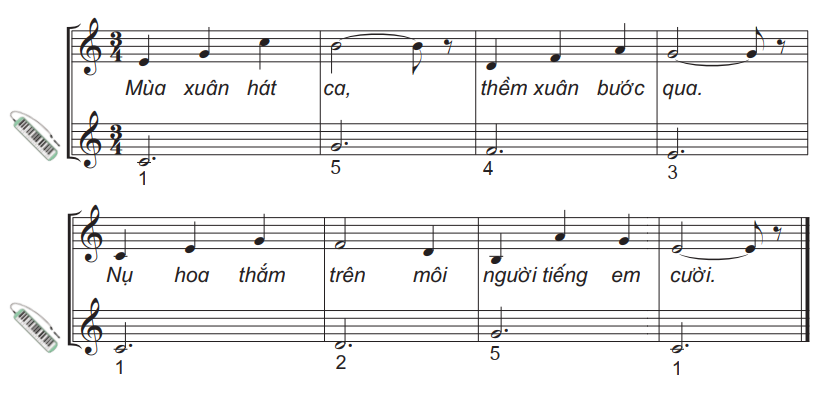 3 4
Mùa xuân hát ca, thềm xuân bước qua.
3 4
1 5 4 3
Nụ hoa thắm trên môi người tiếng em cười.
1 2 5 1